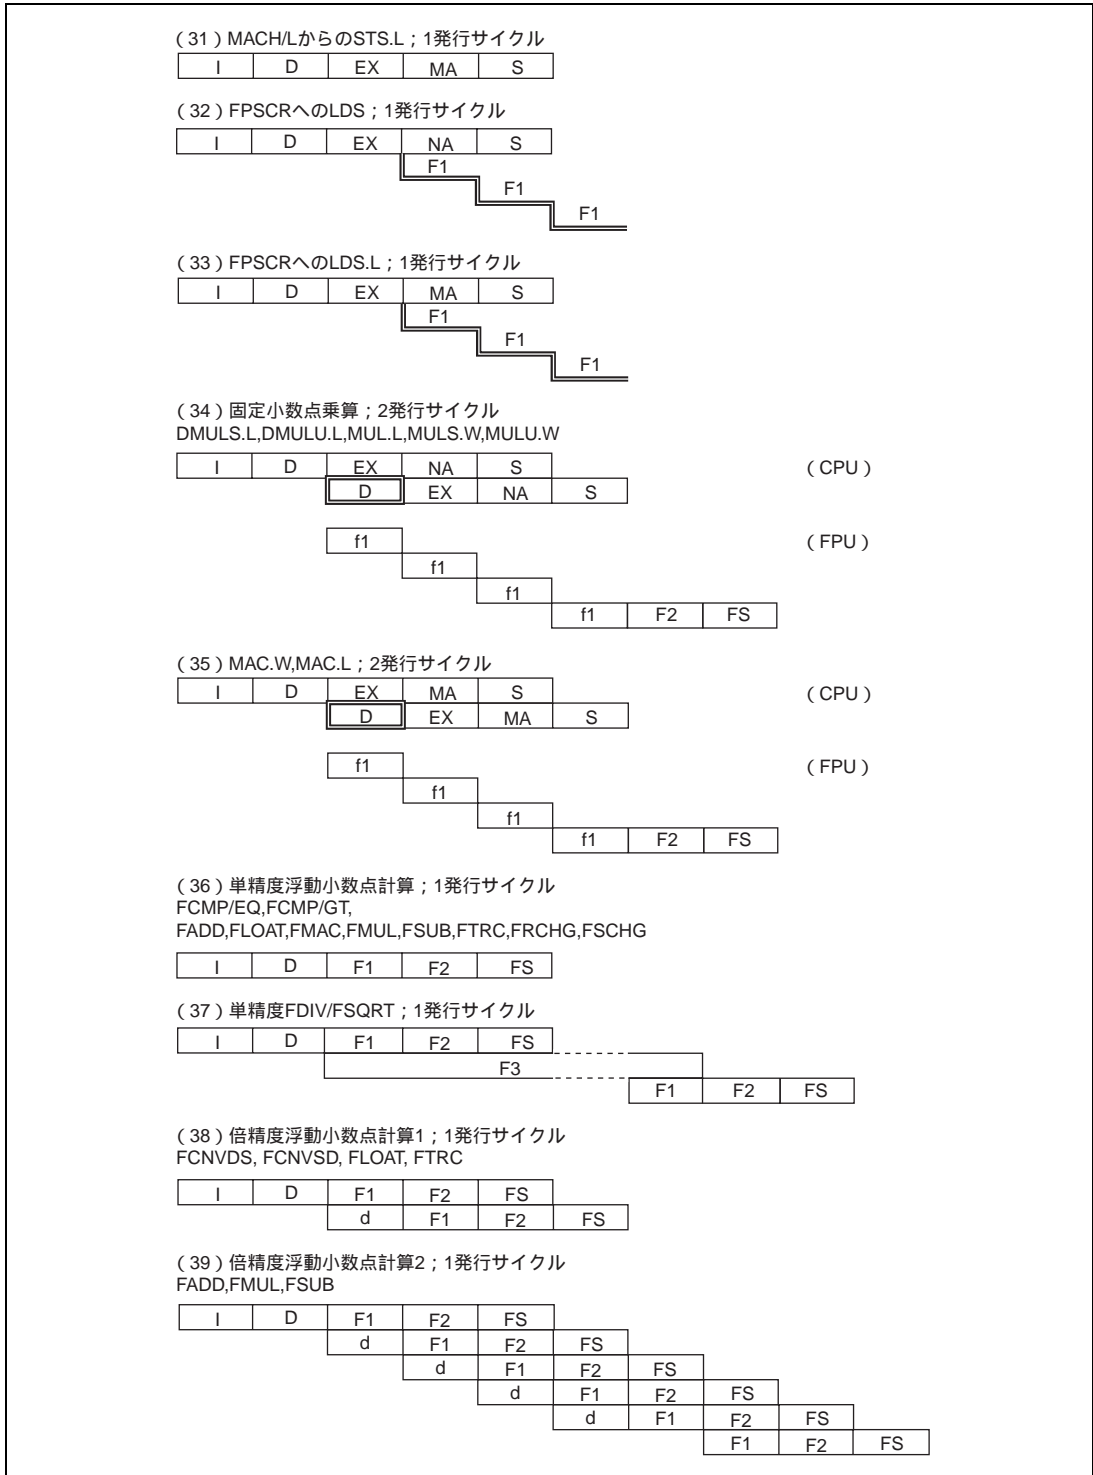 (31)MACH/LからのSTS.L;1発行サイクル
I D EX MA S
(32)FPSCRへのLDS;1発行サイクル
I D EX NA S
F1
F1
F1
(33)FPSCRへのLDS.L;1発行サイクル
I D EX MA S
F1
F1
F1
(34)固定小数点乗算;2発行サイクル
DMULS.L,DMULU.L,MUL.L,MULS.W,MULU.W
I D EX NA S (CPU)
D EX NA S
f1 (FPU)
f1
f1
f1 F2 FS
(35)MAC.W,MAC.L;2発行サイクル
I D EX MA S (CPU)
D EX MA S
f1 (FPU)
f1
f1
f1 F2 FS
(36)単精度浮動小数点計算;1発行サイクル
FCMP/EQ,FCMP/GT,
FADD,FLOAT,FMAC,FMUL,FSUB,FTRC,FRCHG,FSCHG
I D F1 F2 FS
(37)単精度FDIV/FSQRT;1発行サイクル
I D F1 F2 FS
F3
F1 F2 FS
(38)倍精度浮動小数点計算1;1発行サイクル
FCNVDS, FCNVSD, FLOAT, FTRC
I D F1 F2 FS
d F1 F2 FS
(39)倍精度浮動小数点計算2;1発行サイクル
FADD,FMUL,FSUB
I D F1 F2 FS
d F1 F2 FS
d F1 F2 FS
d F1 F2 FS
d F1 F2 FS
F1 F2 FS